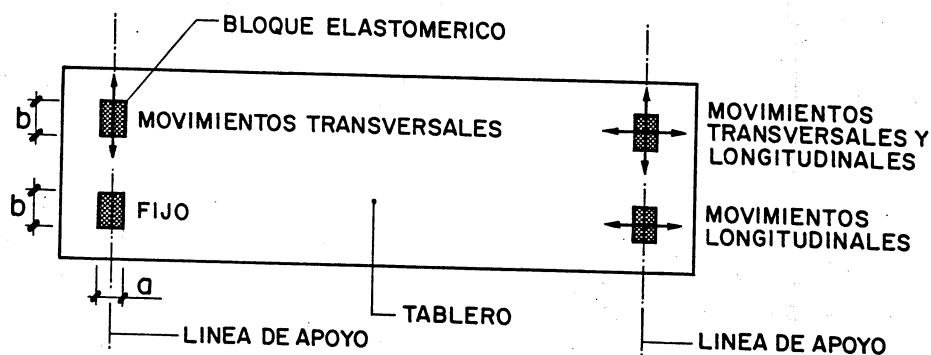 BLOQUE ELASTOMERICO
b
MOVIMIENTOS TRANSVERSALES
MOVIMIENTOS
TRANSVERSALES Y
LONGITUDINALES
b
FIJO
MOVIMIENTOS
LONGITUDINALES
a
TABLERO
LINEA DE APOYO
LINEA DE APOYO